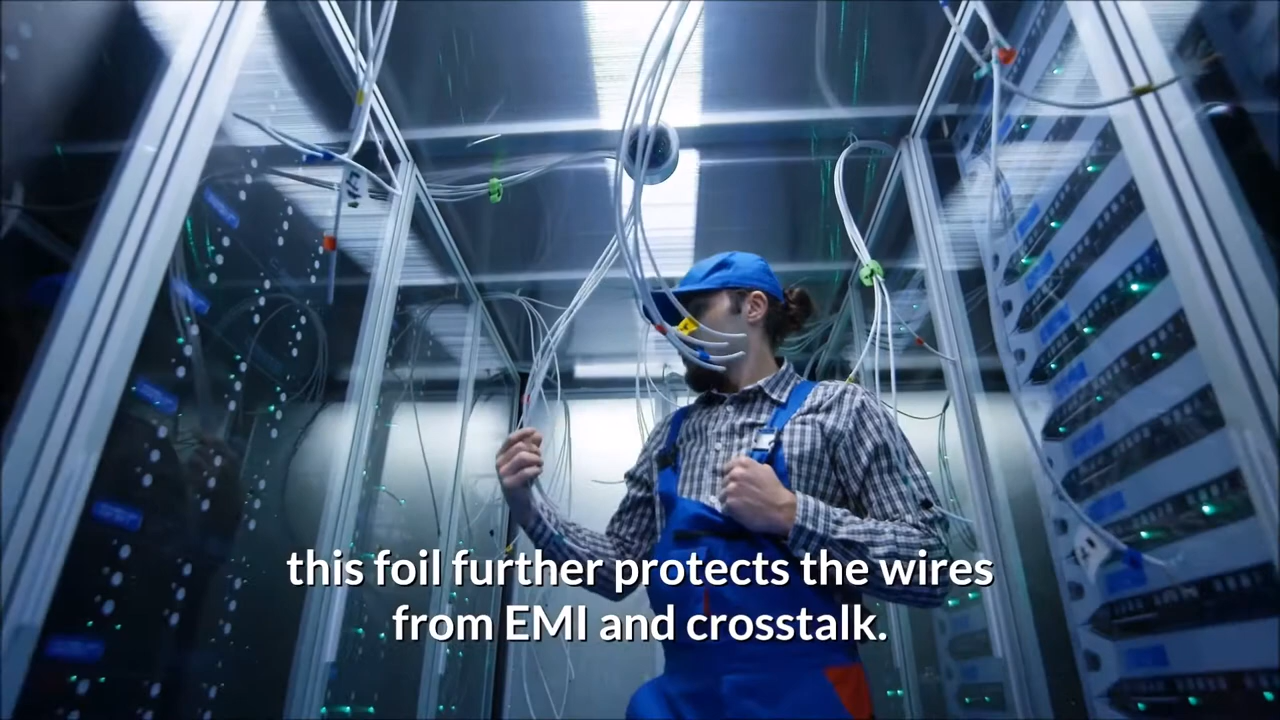 this foil further protects the wires
from EMI and crosstalk.